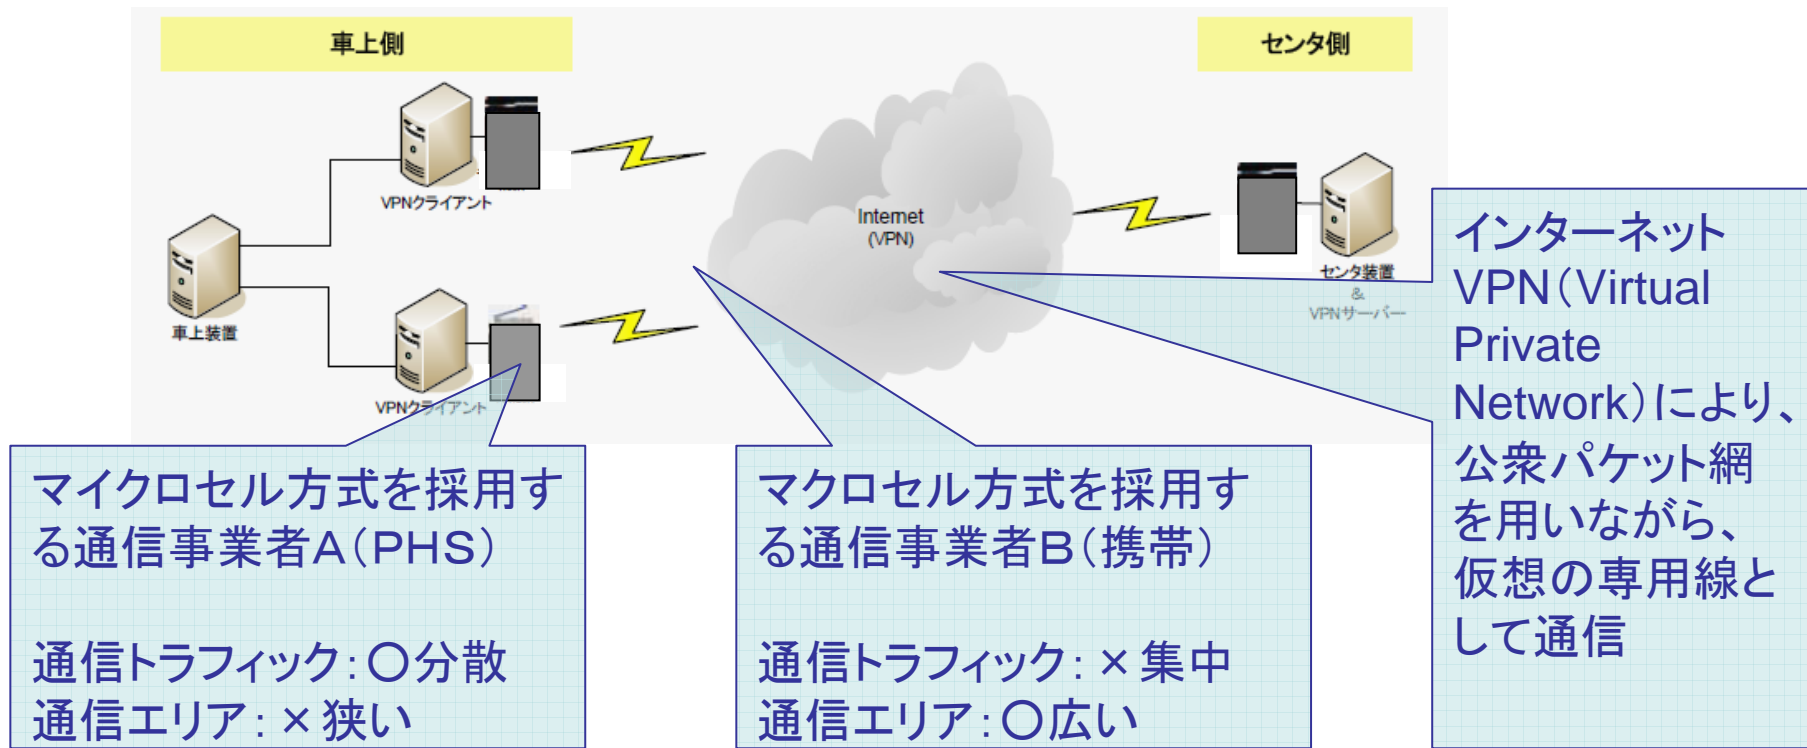 車上側
センタ側
VPNクライアント
Internet
(VPN)
車上装置
センタ装置
&
VPNサーバー
VPNクライアント
マイクロセル方式を採用す
る通信事業者A(PHS)
通信トラフィック:○分散
通信エリア:×狭い
マクロセル方式を採用す
る通信事業者B(携帯)
通信トラフィック:×集中
通信エリア:○広い
インターネット
VPN(Virtual
Private
Network)により、
公衆パケット網
を用いながら、
仮想の専用線と
して通信